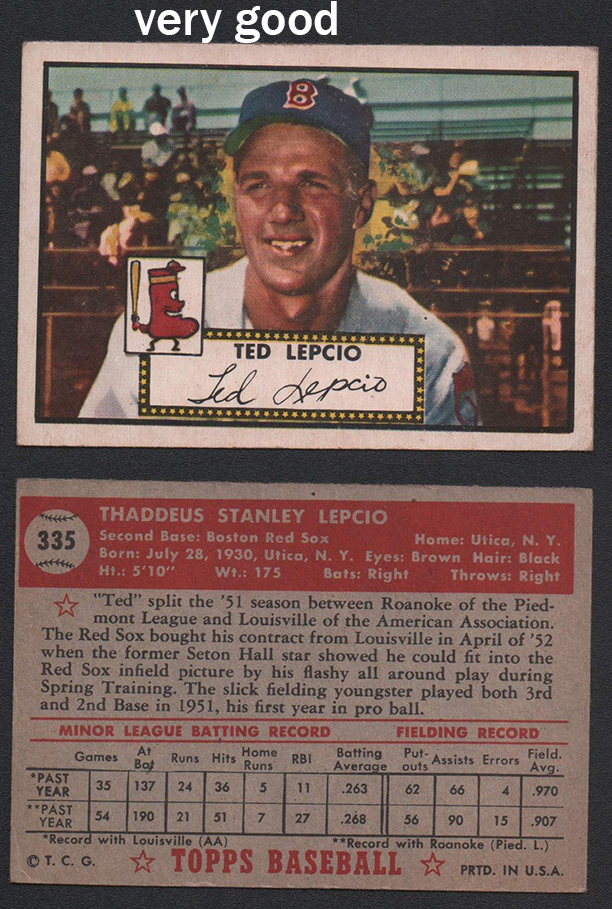 very good
B
TED LEPCIO
Ted Lepcio
335
THADDEUS STANLEY LEPCIO
Second Base: Boston Red Sox Home: Utica, N. Y.
Born: July 28, 1930, Utica, N. Y. Eyes: Brown Hair: Black
Ht.: 5'10" Wt.: 175 Bats: Right Throws: Right
"Ted" split the '51 season between Roanoke of the Pied-
mont League and Louisville of the American Association.
The Red Sox bought his contract from Louisville in April of '52
when the former Seton Hall star showed he could fit into the
Red Sox infield picture by his flashy all around play during
Spring Training. The slick fielding youngster played both 3rd
and 2nd Base in 1951, his first year in pro ball.
MINOR LEAGUE BATTING RECORD FIELDING RECORD
Games At Bat Runs Hits Home Runs RBI Batting Average Put-outs Assists Errors Field. Avg.
*PAST YEAR 35 137 24 36 5 11 .263 62 66 4 .970
**PAST YEAR 54 190 21 51 7 27 .268 56 90 15 .907
*Record with Louisville (AA) **Record with Roanoke (Pied. L.)
© T. C. G. TOPPS BASEBALL PRTD. IN U.S.A.